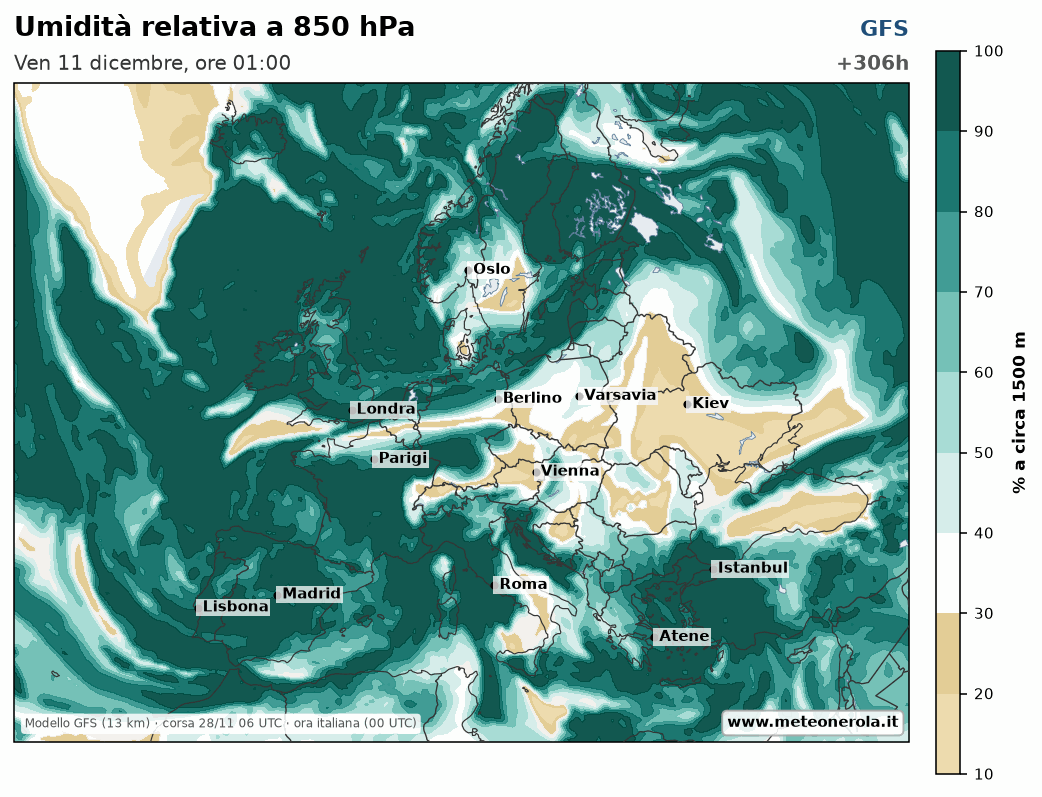 Umidità relativa a 850 hPa
GFS
Ven 11 dicembre, ore 01:00
+306h
Oslo
Londra
Berlino
Varsavia
Kiev
Parigi
Vienna
Lisbona
Madrid
Roma
Istanbul
Atene
Modello GFS (13 km) · corsa 28/11 06 UTC · ora italiana (00 UTC)
www.meteonerola.it
100
90
80
70
60
50
40
30
20
10
% a circa 1500 m